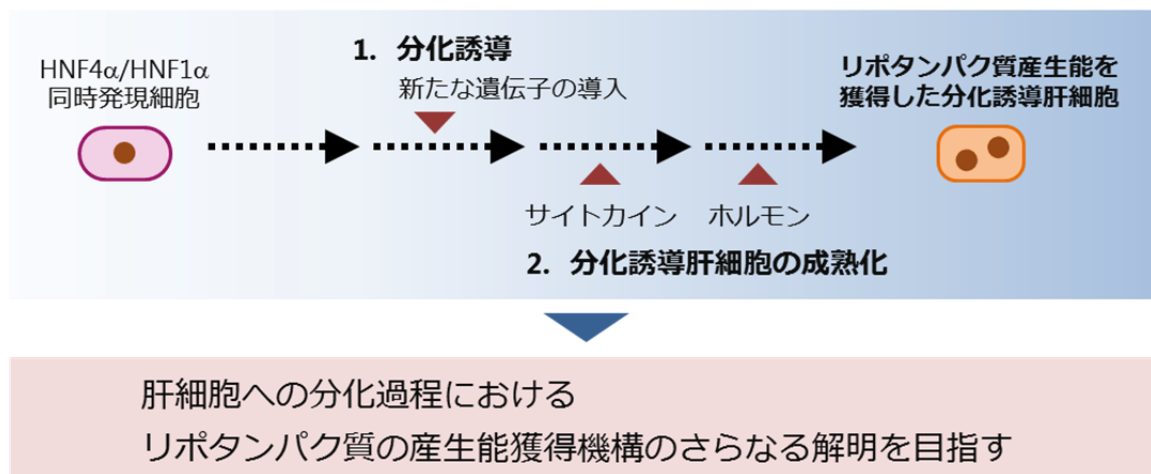 HNF4α/HNF1α
同時発現細胞
1. 分化誘導
新たな遺伝子の導入
リポタンパク質産生能を
獲得した分化誘導肝細胞
サイトカイン
ホルモン
2. 分化誘導肝細胞の成熟化
肝細胞への分化過程における
リポタンパク質の産生能獲得機構のさらなる解明を目指す